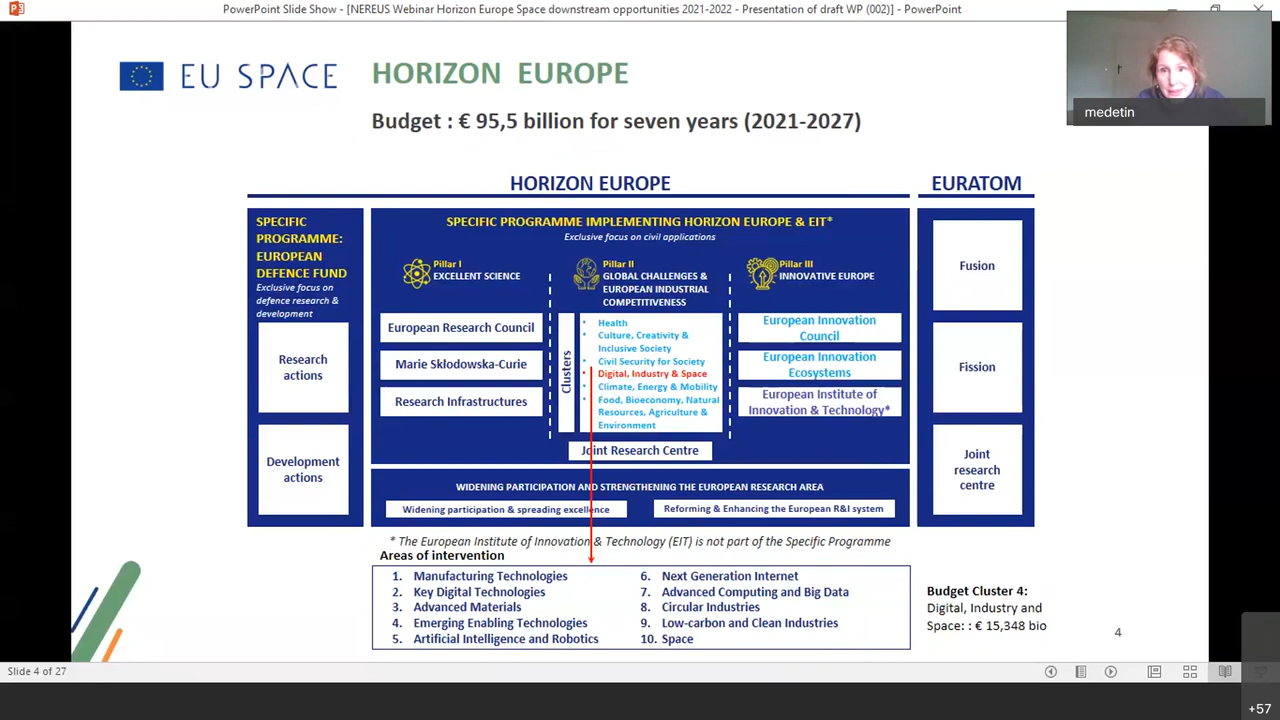 PowerPoint Slide Show - [NEREUS Webinar Horizon Europe Space downstream opportunities 2021-2022 - Presentation of draft WP (002)] - PowerPoint
medetin
EU SPACE
HORIZON EUROPE
Budget : € 95,5 billion for seven years (2021-2027)
HORIZON EUROPE
EURATOM
SPECIFIC
PROGRAMME:
EUROPEAN
DEFENCE FUND
Exclusive focus on
defence research &
development
Research
actions
Development
actions
SPECIFIC PROGRAMME IMPLEMENTING HORIZON EUROPE & EIT*
Exclusive focus on civil applications
Pillar I
EXCELLENT SCIENCE
European Research Council
Marie Skłodowska-Curie
Research Infrastructures
Pillar II
GLOBAL CHALLENGES &
EUROPEAN INDUSTRIAL
COMPETITIVENESS
Clusters
• Health
• Culture, Creativity &
Inclusive Society
• Civil Security for Society
• Digital, Industry & Space
• Climate, Energy & Mobility
• Food, Bioeconomy, Natural
Resources, Agriculture &
Environment
Joint Research Centre
Pillar III
INNOVATIVE EUROPE
European Innovation
Council
European Innovation
Ecosystems
European Institute of
Innovation & Technology*
WIDENING PARTICIPATION AND STRENGTHENING THE EUROPEAN RESEARCH AREA
Widening participation & spreading excellence
Reforming & Enhancing the European R&I system
Fusion
Fission
Joint
research
centre
* The European Institute of Innovation & Technology (EIT) is not part of the Specific Programme
Areas of intervention
1. Manufacturing Technologies
2. Key Digital Technologies
3. Advanced Materials
4. Emerging Enabling Technologies
5. Artificial Intelligence and Robotics
6. Next Generation Internet
7. Advanced Computing and Big Data
8. Circular Industries
9. Low-carbon and Clean Industries
10. Space
Budget Cluster 4:
Digital, Industry and
Space: : € 15,348 bio
4
Slide 4 of 27
+57